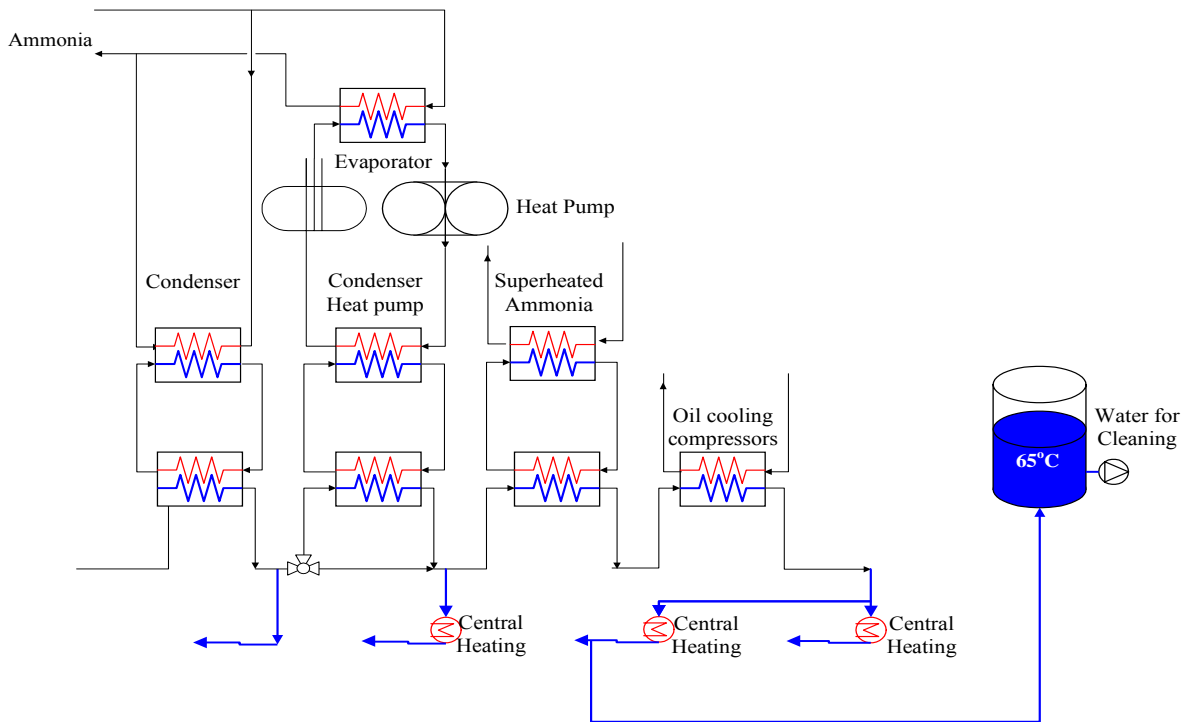 Ammonia
Evaporator
Heat Pump
Condenser
Condenser
Heat pump
Superheated
Ammonia
Oil cooling
compressors
Water for
Cleaning
65°C
Central
Heating
Central
Heating
Central
Heating